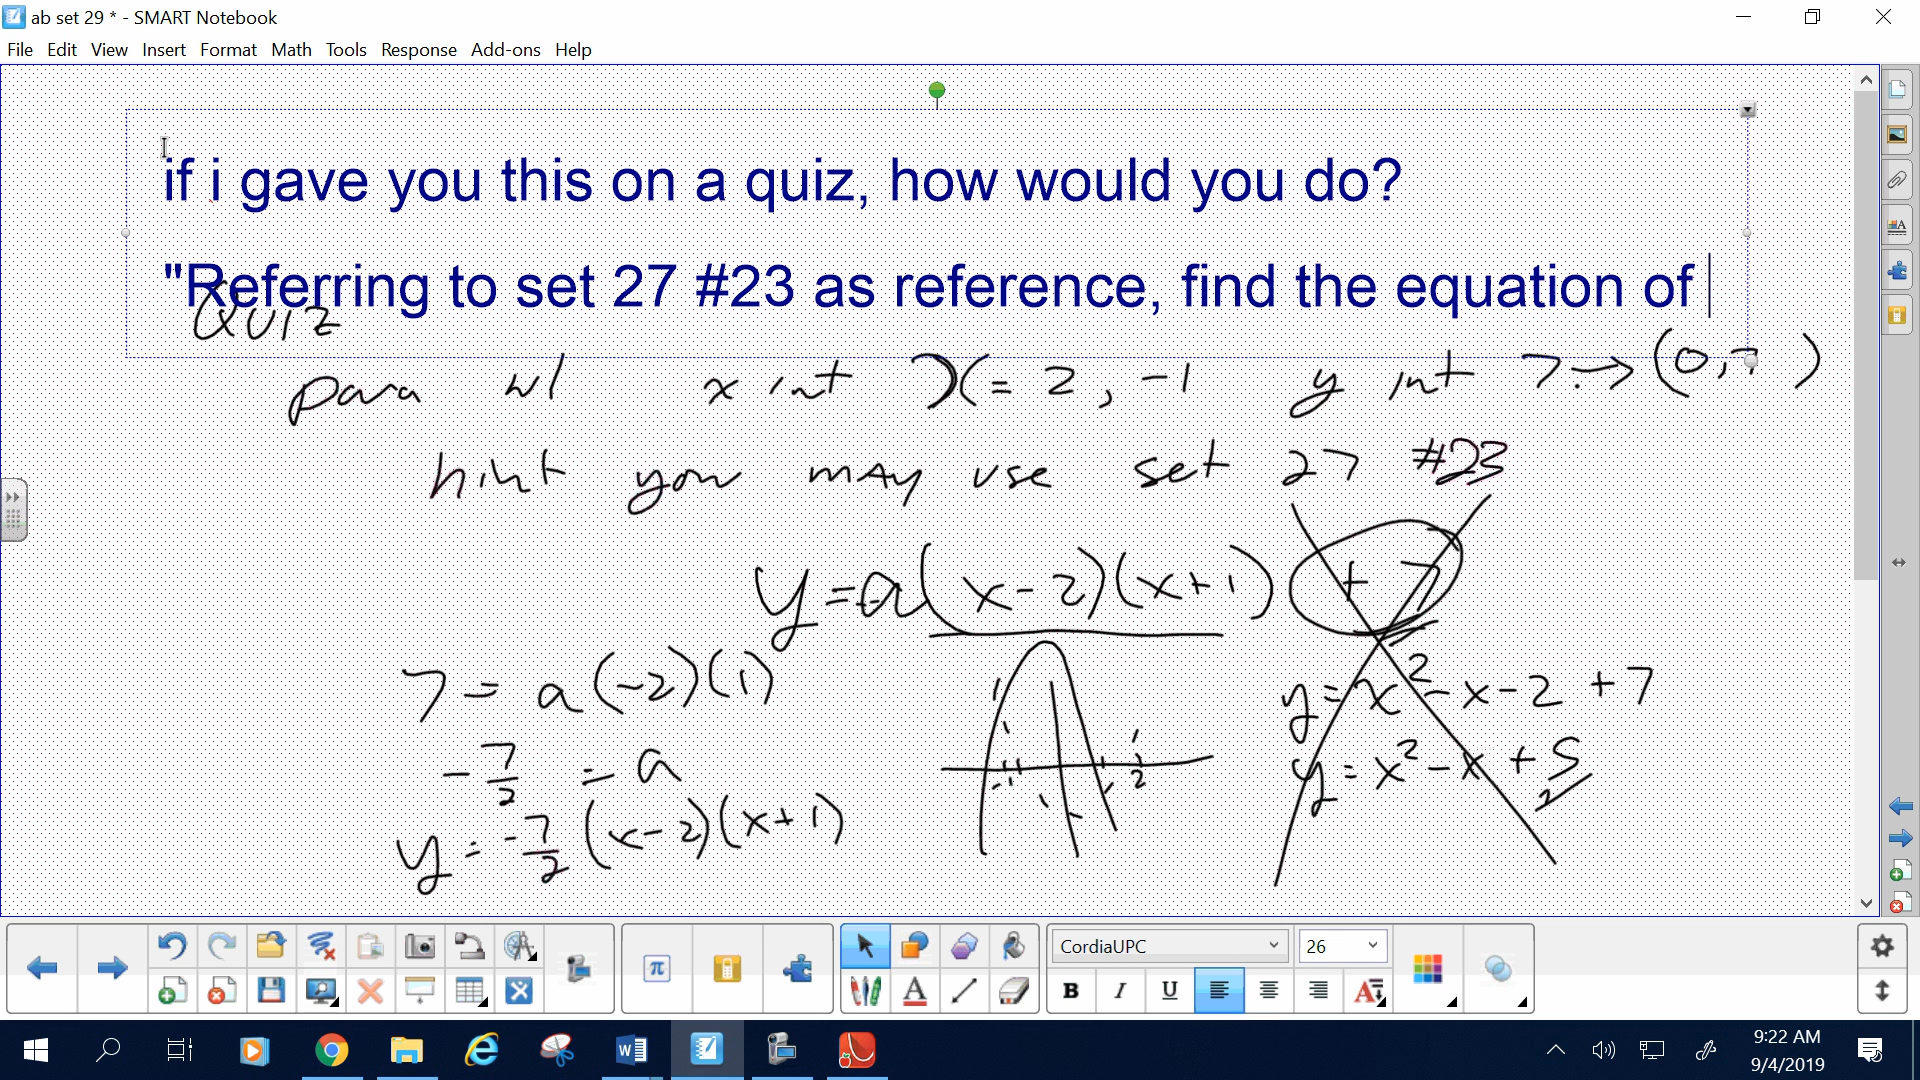 ab set 29 * - SMART Notebook
File Edit View Insert Format Math Tools Response Add-ons Help
if i gave you this on a quiz, how would you do?
"Referring to set 27 #23 as reference, find the equation of
QUIZ
para w/ x int x = 2, -1 y int 7 → (0,7 )
hint you may use set 27 #23
y = a(x-2)(x+1) + 7
7 = a(-2)(1)
y = x² - x - 2 + 7
-7/2 = a
-1 2
y = x² - x + 5
y = -7/2 (x-2)(x+1)
CordiaUPC 26
B I U A
9:22 AM
9/4/2019